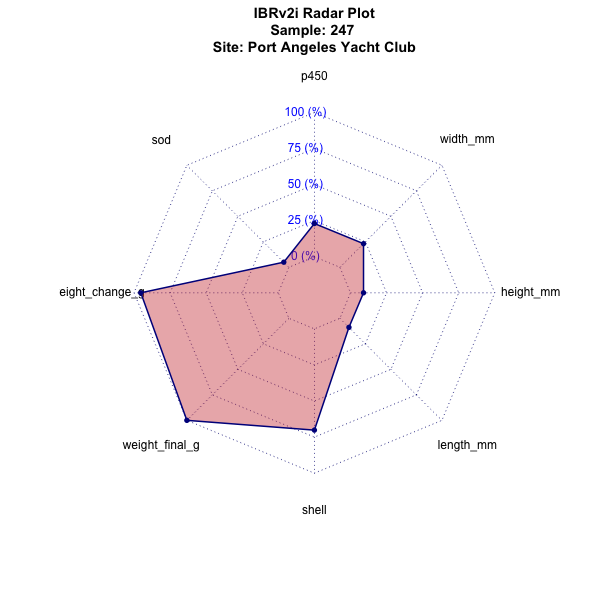 IBRv2i Radar Plot
Sample: 247
Site: Port Angeles Yacht Club
p450
100 (%)
sod
width_mm
75 (%)
50 (%)
25 (%)
0 (%)
eight_change_g
height_mm
weight_final_g
length_mm
shell